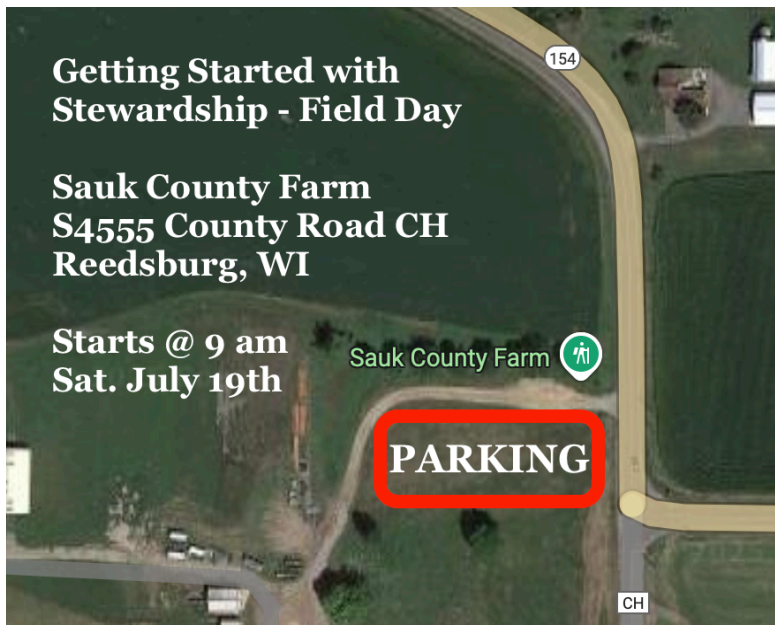 Getting Started with
Stewardship - Field Day
Sauk County Farm
S4555 County Road CH
Reedsburg, WI
Starts @ 9 am
Sat. July 19th
154
Sauk County Farm
PARKING
CH